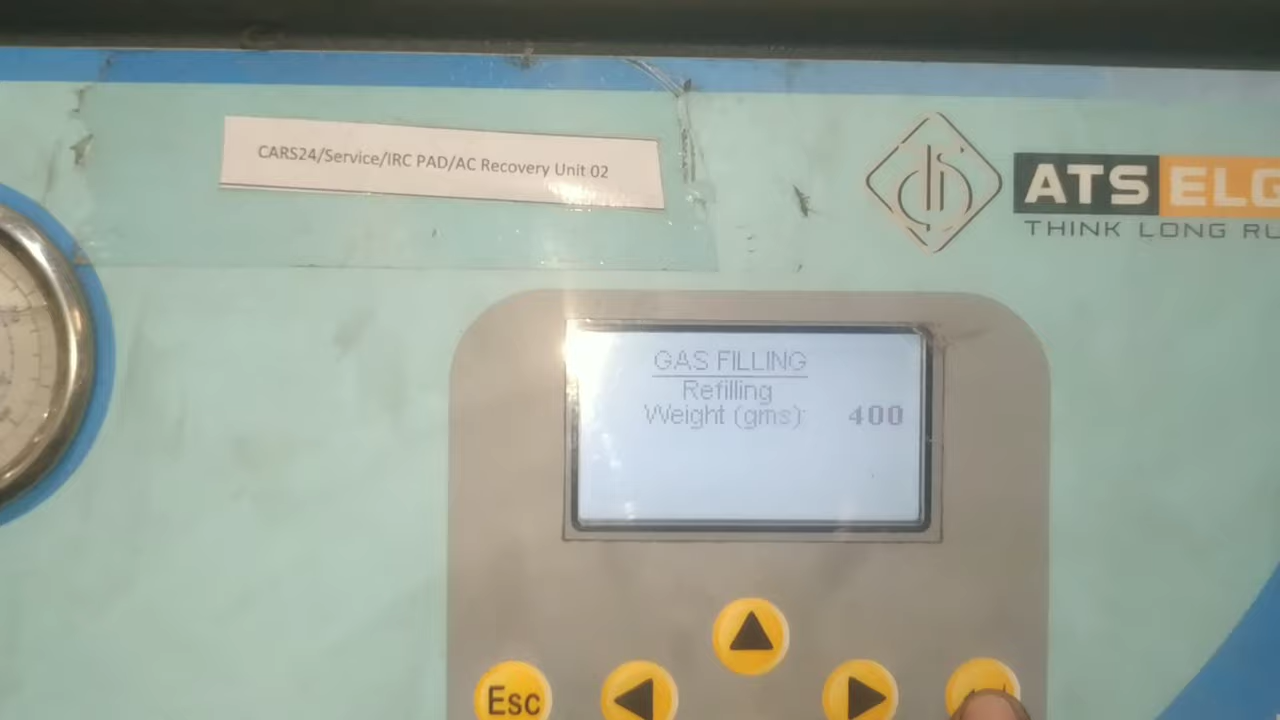 CARS24/Service/IRC PAD/AC Recovery Unit 02
ATS ELG
THINK LONG RU
GAS FILLING
Refilling
Weight (gms): 400
Esc